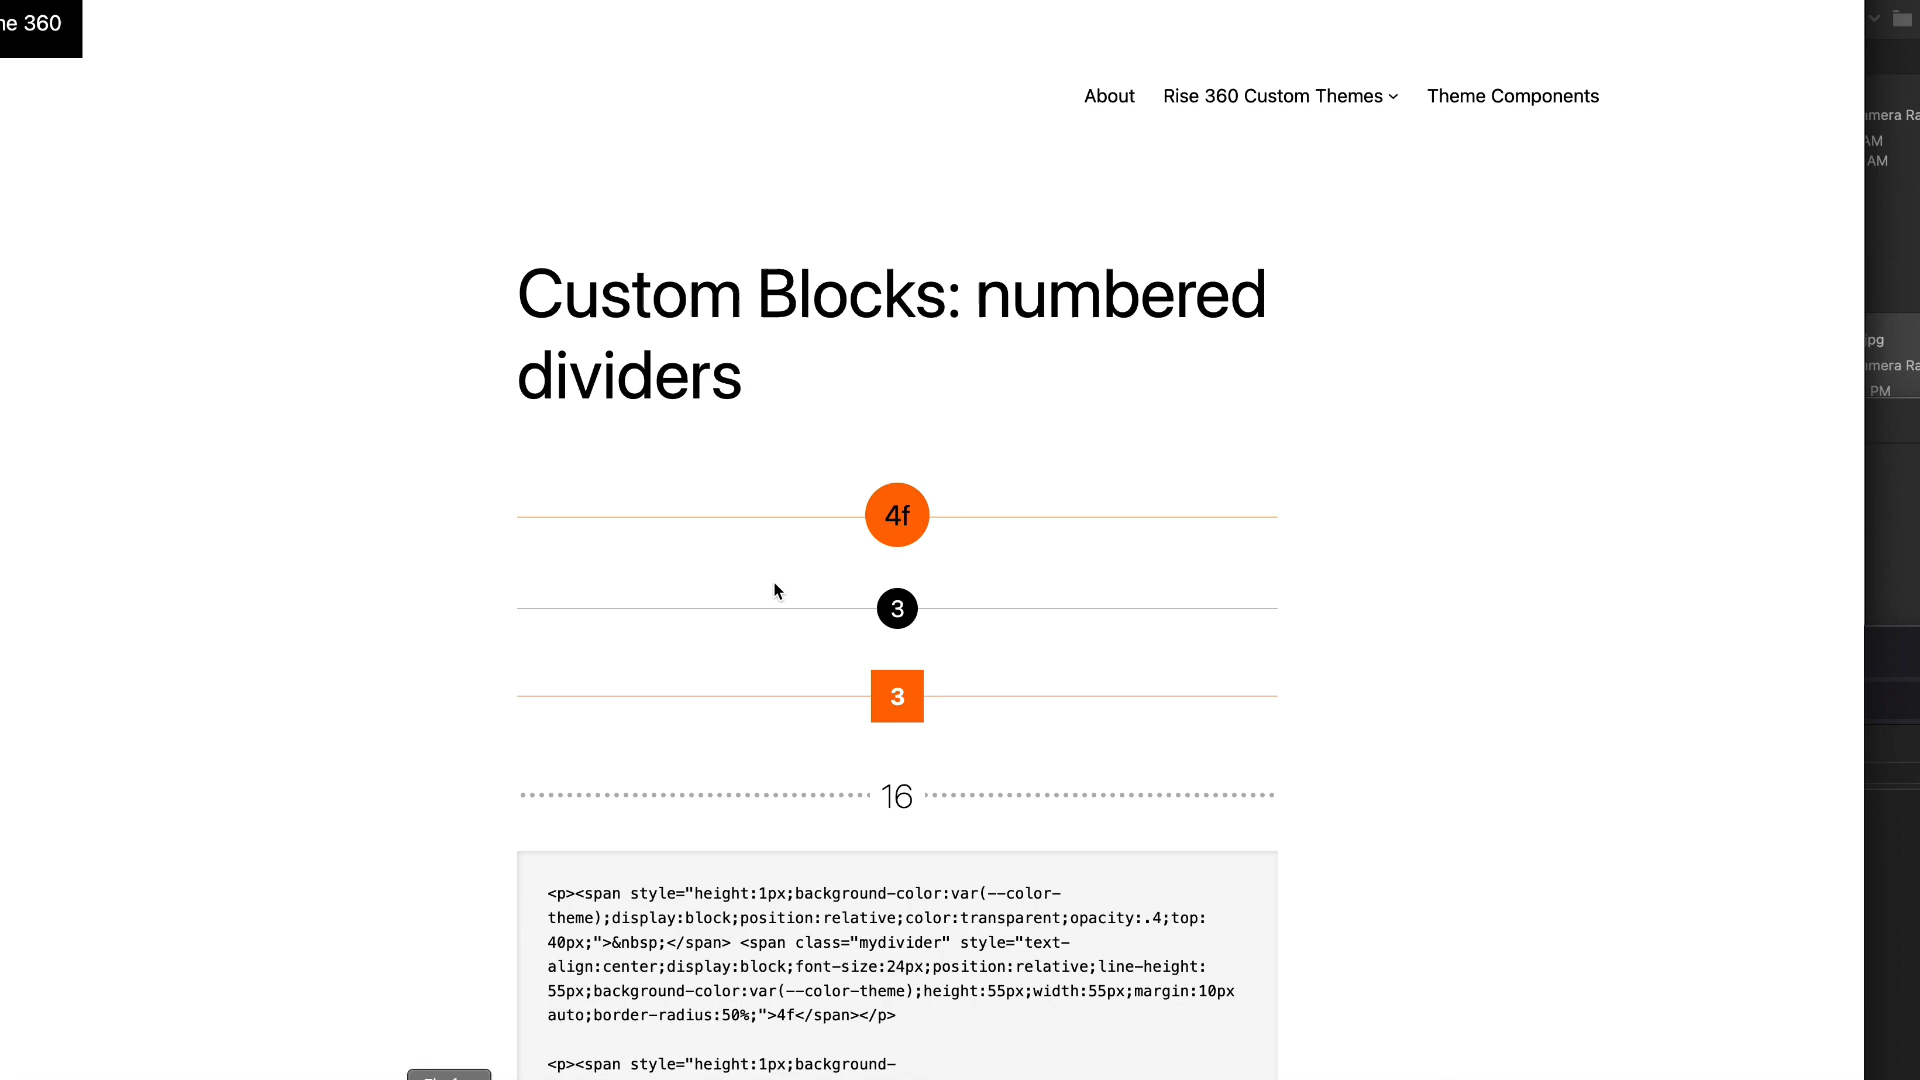 360
About Rise 360 Custom Themes Theme Components
AM
AM
PM
Custom Blocks: numbered
dividers
4f
3
3
16
<p><span style="height:1px;background-color:var(--color-
theme);display:block;position:relative;color:transparent;opacity:.4;top:
40px;">&nbsp;</span> <span class="mydivider" style="text-
align:center;display:block;font-size:24px;position:relative;line-height:
55px;background-color:var(--color-theme);height:55px;width:55px;margin:10px
auto;border-radius:50%;">4f</span></p>
<p><span style="height:1px;background-